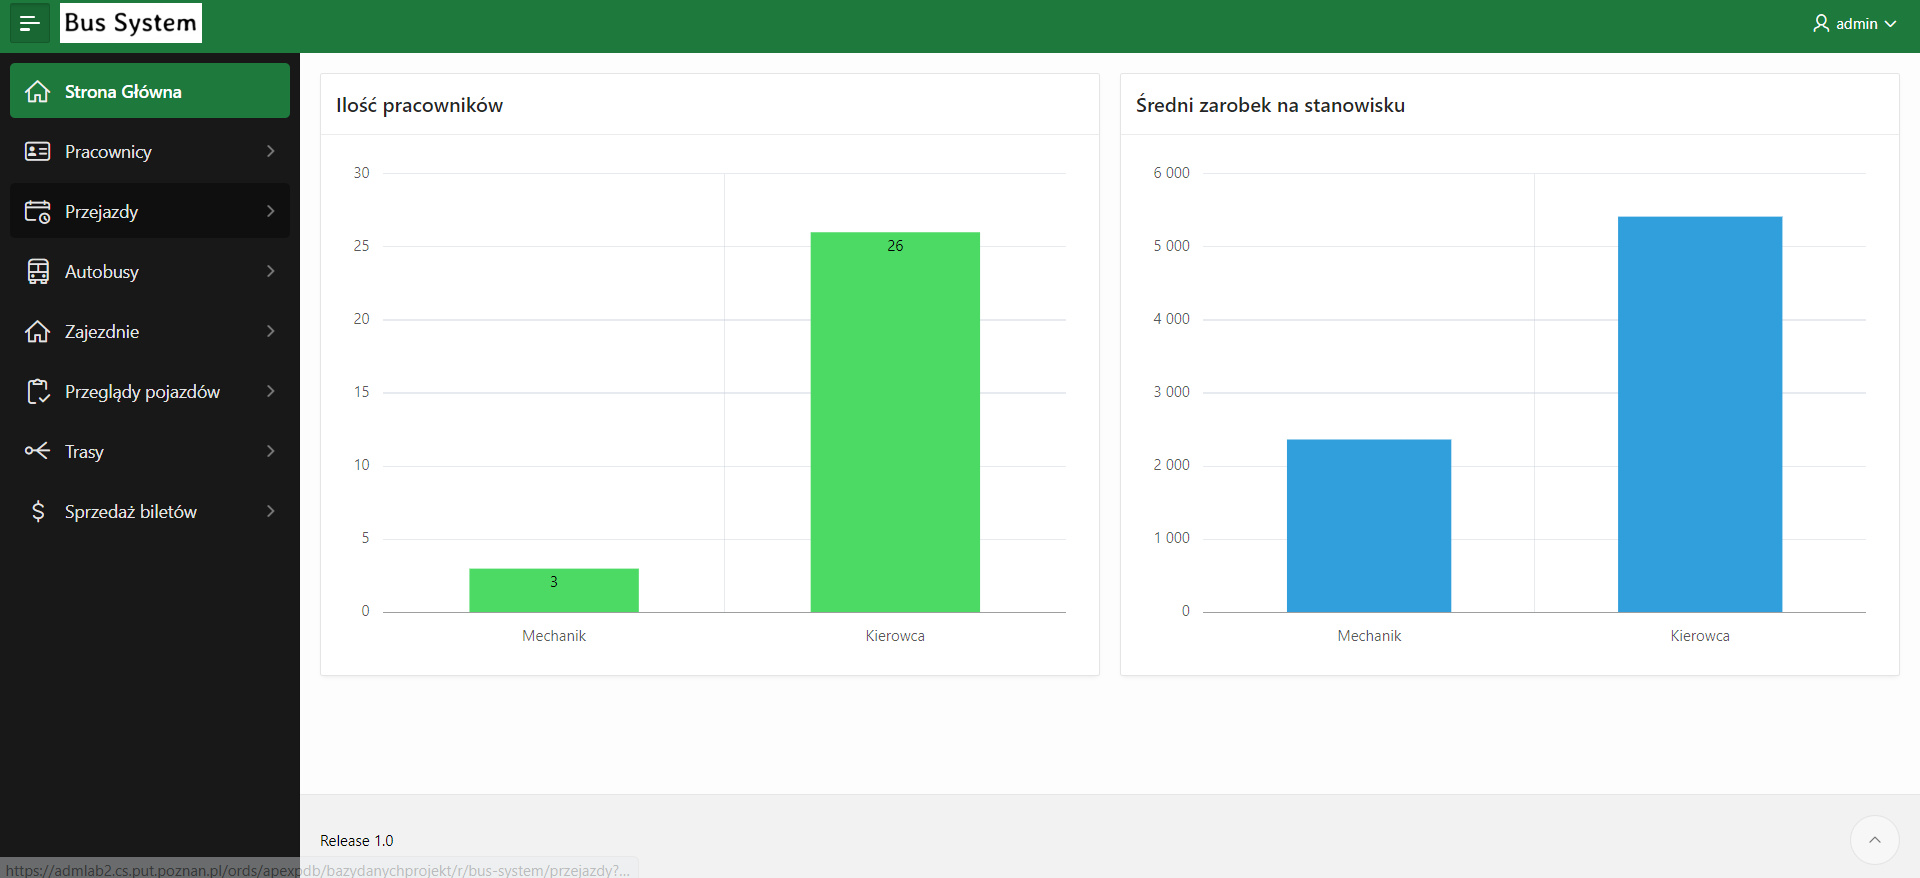 Bus System
admin
Strona Główna
Pracownicy
Przejazdy
Autobusy
Zajezdnie
Przeglądy pojazdów
Trasy
Sprzedaż biletów
Ilość pracowników
30
25
20
15
10
5
0
26
3
Mechanik
Kierowca
Średni zarobek na stanowisku
6 000
5 000
4 000
3 000
2 000
1 000
0
Mechanik
Kierowca
Release 1.0
https://admlab2.cs.put.poznan.pl/ords/apexpdb/bazydanychprojekt/r/bus-system/przejazdy?...